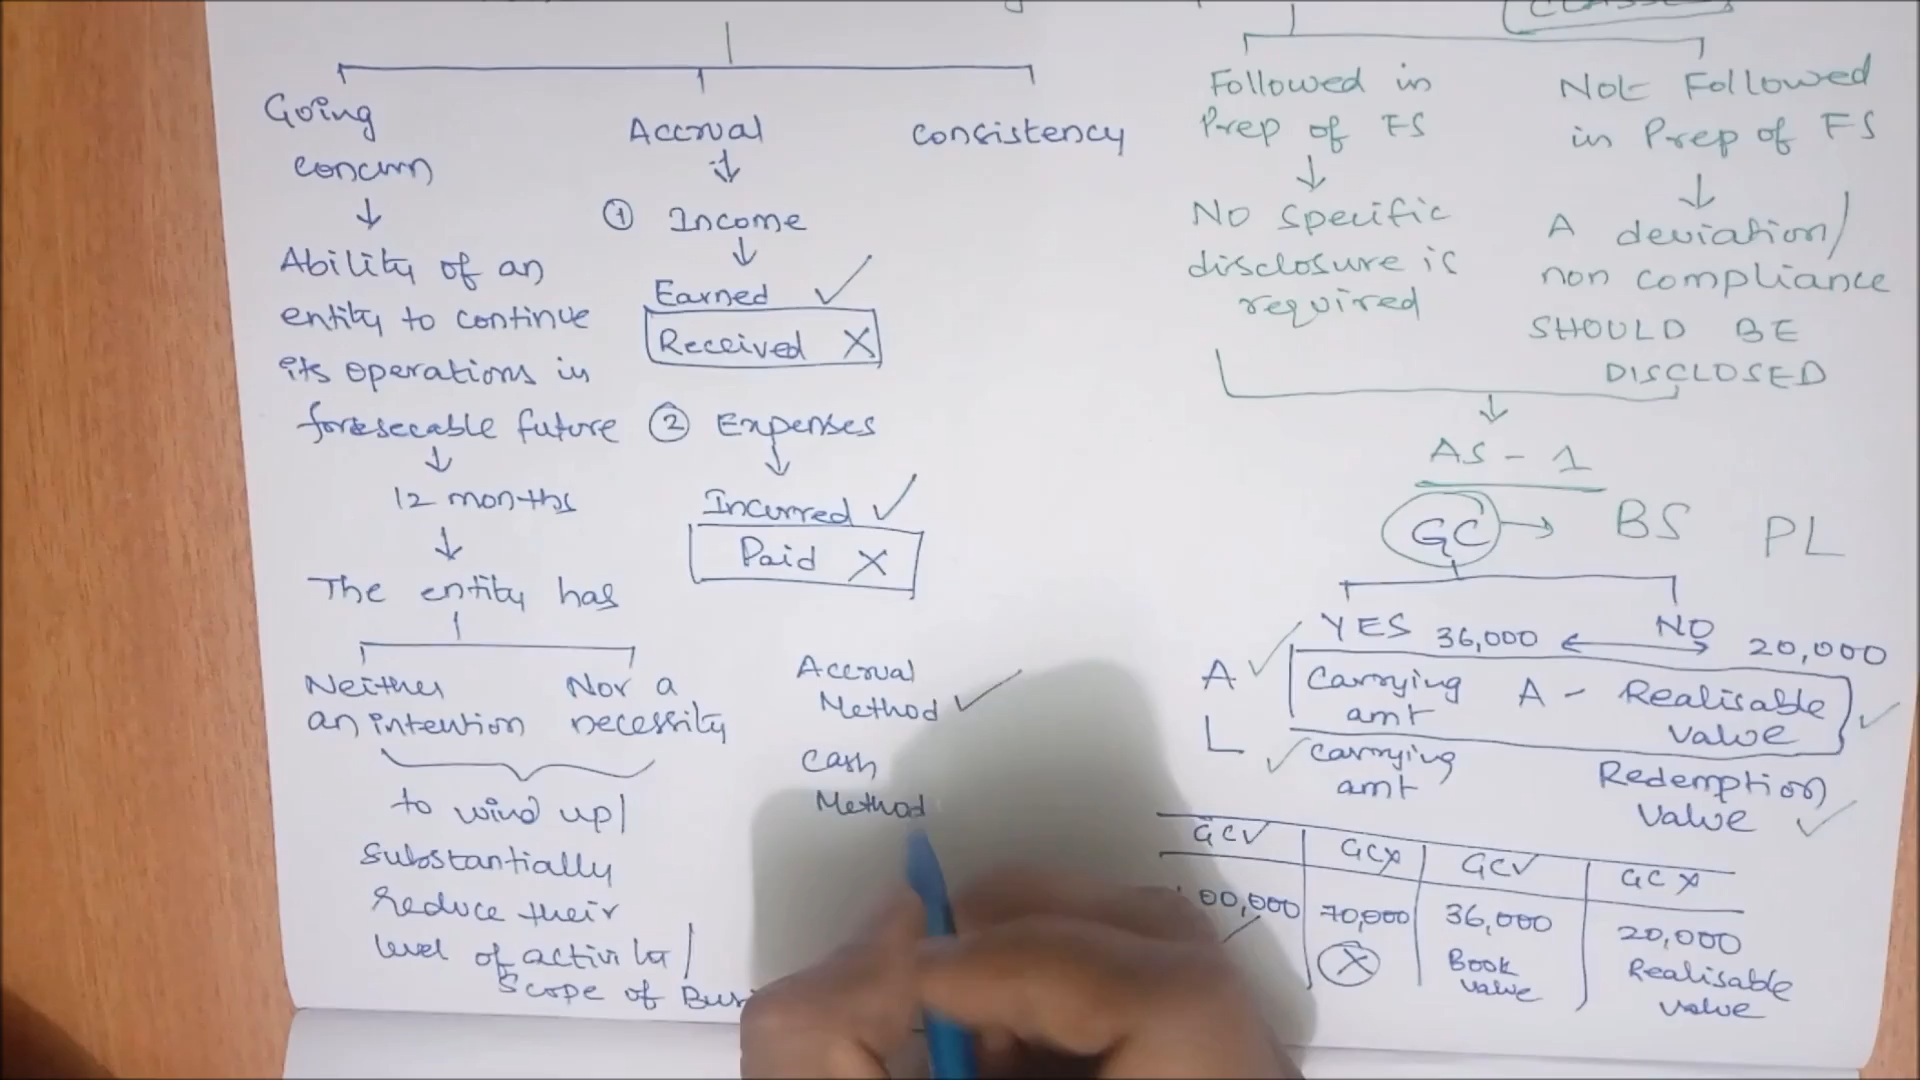 Going
concern
↓
Ability of an
entity to continue
its operations in
foreseeable future
↓
12 months
↓
The entity has
Neither
an intention
Nor a
necessity
to wind up/
Substantially
reduce their
level of activity/
Scope of
Accrual
↓
① Income
↓
Earned ✓
Received X
② Expenses
↓
Incurred ✓
Paid X
Accrual
Method ✓
Cash
Method
consistency
Followed in
Prep of FS
↓
No specific
disclosure is
required
Not Followed
in Prep of FS
↓
A deviation/
non compliance
SHOULD BE
DISCLOSED
↓
AS - 1
GC → BS PL
YES 36,000 ↔ NO 20,000
A ✓ Carrying amt A - Realisable value ✓
L ✓ carrying amt Redemption value ✓
GC✓ GCX GC✓ GCX
00,000 70,000 36,000 20,000
X Book value Realisable value